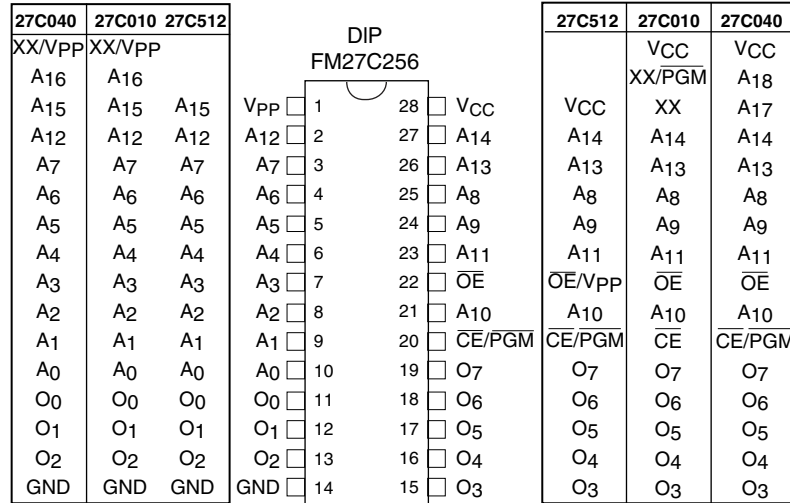 27C040 27C010 27C512 DIP 27C512 27C010 27C040
XX/VPP XX/VPP FM27C256 VCC VCC
A16 A16 XX/PGM A18
A15 A15 A15 VPP 1 28 VCC VCC XX A17
A12 A12 A12 A12 2 27 A14 A14 A14 A14
A7 A7 A7 A7 3 26 A13 A13 A13 A13
A6 A6 A6 A6 4 25 A8 A8 A8 A8
A5 A5 A5 A5 5 24 A9 A9 A9 A9
A4 A4 A4 A4 6 23 A11 A11 A11 A11
A3 A3 A3 A3 7 22 OE OE/VPP OE OE
A2 A2 A2 A2 8 21 A10 A10 A10 A10
A1 A1 A1 A1 9 20 CE/PGM CE/PGM CE CE/PGM
A0 A0 A0 A0 10 19 O7 O7 O7 O7
O0 O0 O0 O0 11 18 O6 O6 O6 O6
O1 O1 O1 O1 12 17 O5 O5 O5 O5
O2 O2 O2 O2 13 16 O4 O4 O4 O4
GND GND GND GND 14 15 O3 O3 O3 O3